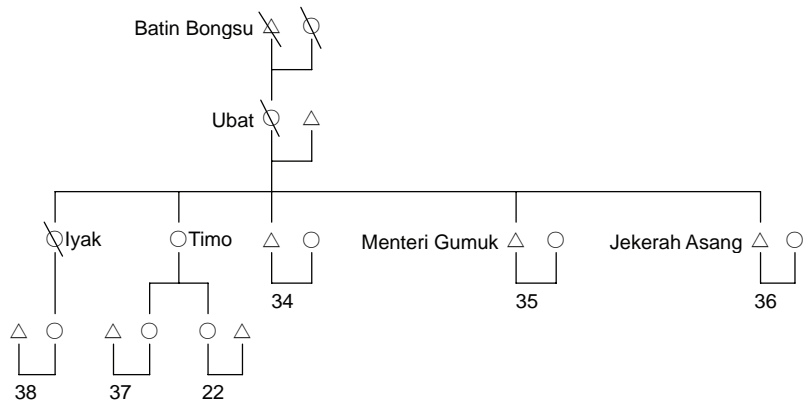 Batin Bongsu
Ubat
Iyak
Timo
Menteri Gumuk
Jekerah Asang
34
35
36
38
37
22